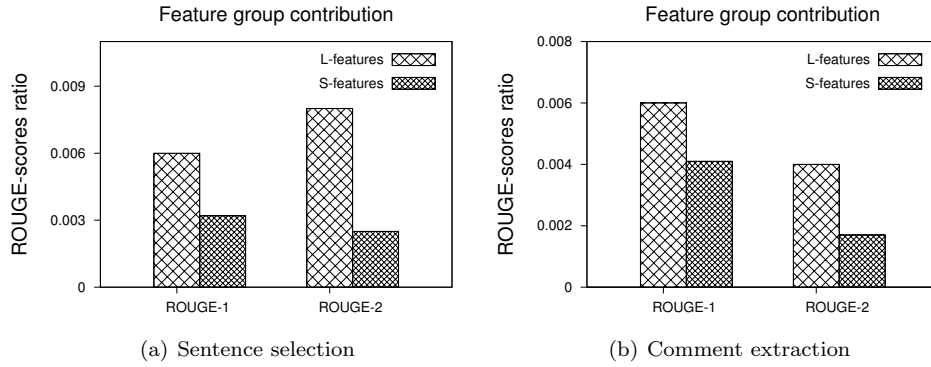 Feature group contribution
L-features
S-features
0.009
0.006
0.003
0
ROUGE-scores ratio
ROUGE-1
ROUGE-2
(a) Sentence selection
Feature group contribution
0.008
L-features
S-features
0.006
0.004
0.002
0
ROUGE-scores ratio
ROUGE-1
ROUGE-2
(b) Comment extraction